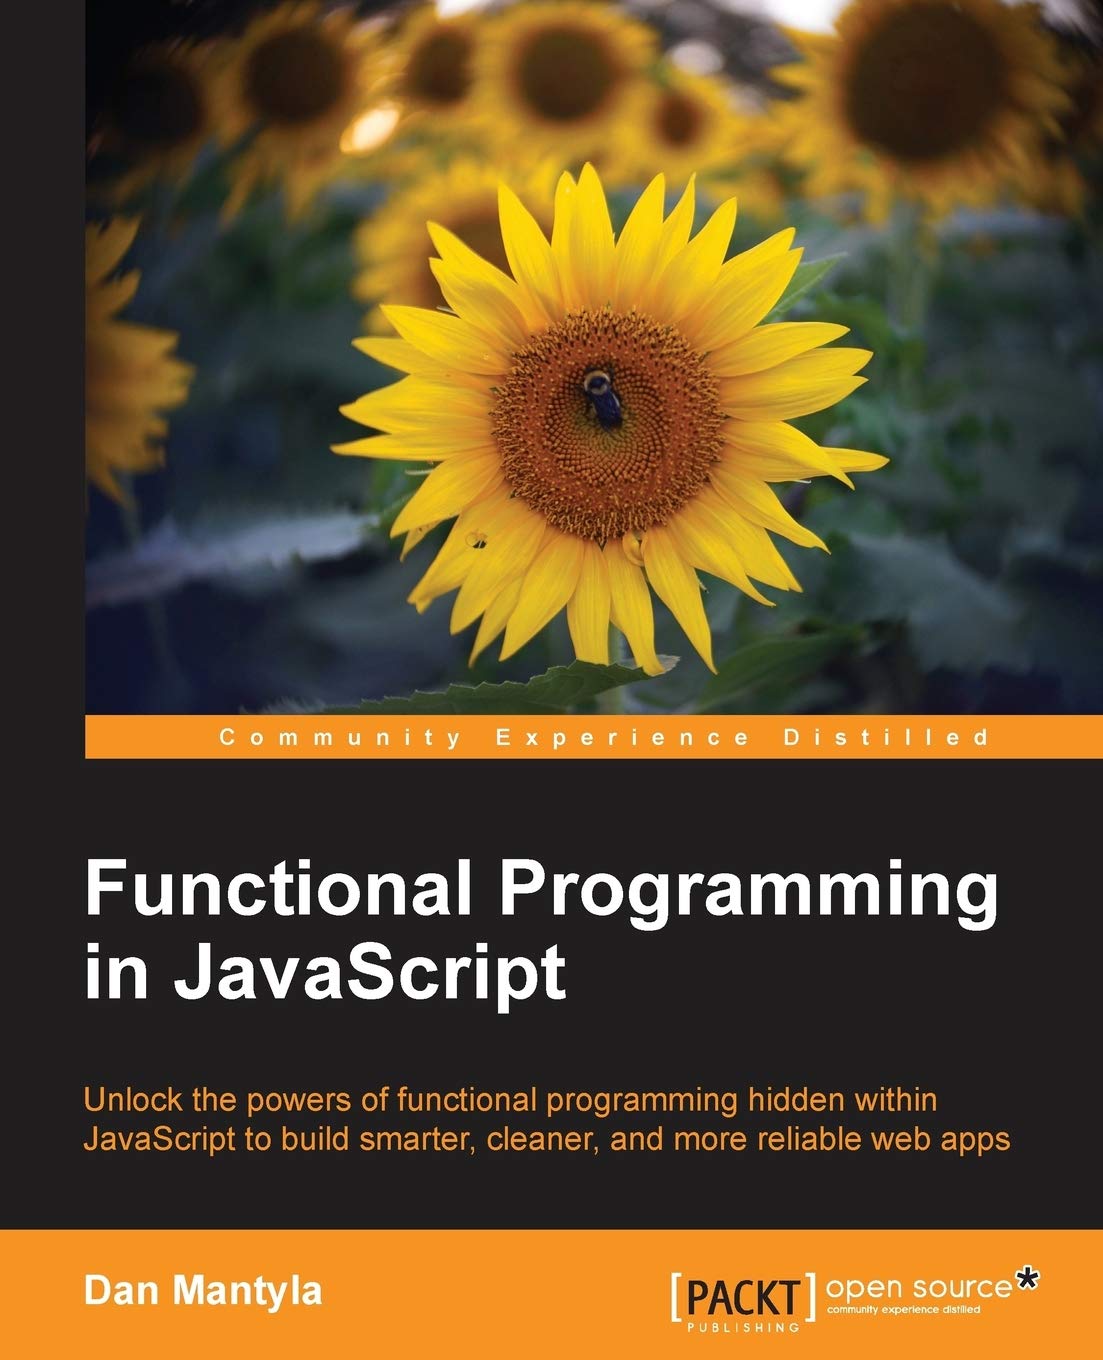 Community Experience Distilled
Functional Programming
in JavaScript
Unlock the powers of functional programming hidden within
JavaScript to build smarter, cleaner, and more reliable web apps
Dan Mantyla
[PACKT] open source*
PUBLISHING community experience distilled